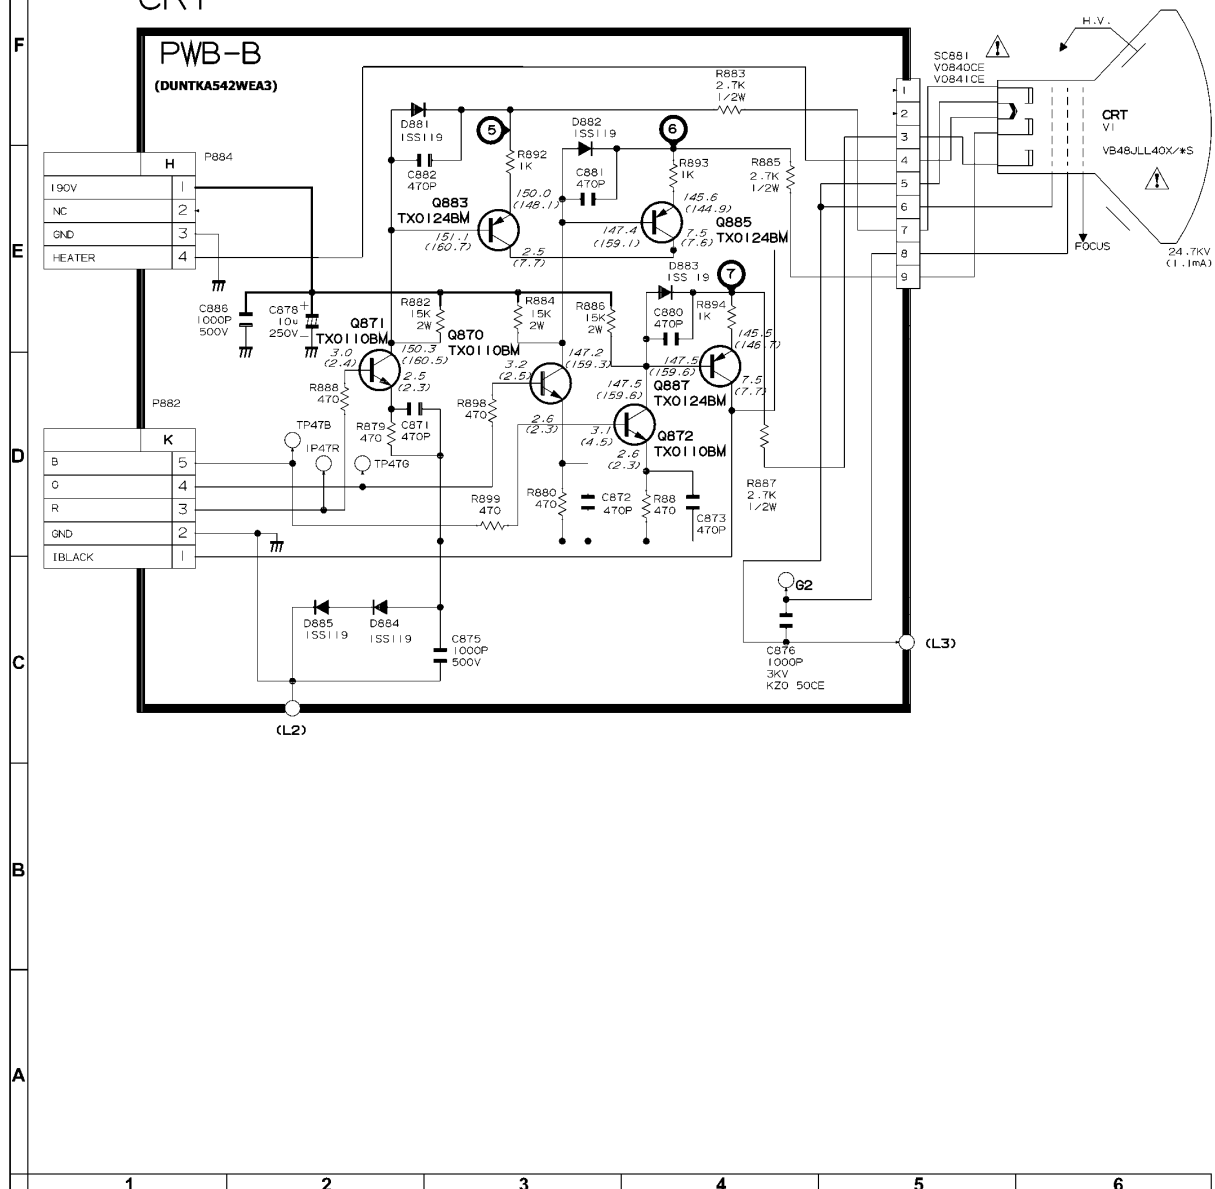 CRT
F
PWB-B
(DUNTKA542WEA3)
H.V.
SC881
V0840CE
V0841CE
R883
2.7K
1/2W
D881
1SS119
5
D882
1SS119
6
1
2
3
4
5
6
7
8
9
CRT
V1
VB48JLL40X/*S
H
P884
190V 1
NC 2
GND 3
HEATER 4
C882
470P
R892
1K
C881
470P
R893
1K
R885
2.7K
1/2W
Q883
TX0124BM
150.0
(148.1)
151.1
(160.7)
2.5
(7.7)
145.6
(144.9)
147.4
(159.1)
7.5
(7.6)
Q885
TX0124BM
E
FOCUS
24.7KV
(1.1mA)
D883
1SS 19
7
C886
1000P
500V
C878
10u
250V
+
-
R882
15K
2W
R884
15K
2W
R886
15K
2W
C880
470P
R894
1K
Q871
TX0110BM
Q870
TX0110BM
3.0
(2.4)
150.3
(160.5)
2.5
(2.3)
3.2
(2.5)
147.2
(159.3)
145.5
(146.7)
147.5
(159.6)
7.5
(7.7)
Q887
TX0124BM
147.5
(159.6)
R888
470
P882
R898
470
TP47B
TP47R
TP47G
R879
470
C871
470P
2.6
(2.3)
3.1
(4.5)
Q872
TX0110BM
2.6
(2.3)
D
K
B 5
G 4
R 3
GND 2
IBLACK 1
R899
470
R880
470
C872
470P
R88
470
C873
470P
R887
2.7K
1/2W
G2
D885
1SS119
D884
1SS119
C875
1000P
500V
C876
1000P
3KV
KZ0 50CE
(L3)
C
(L2)
B
A
1 2 3 4 5 6